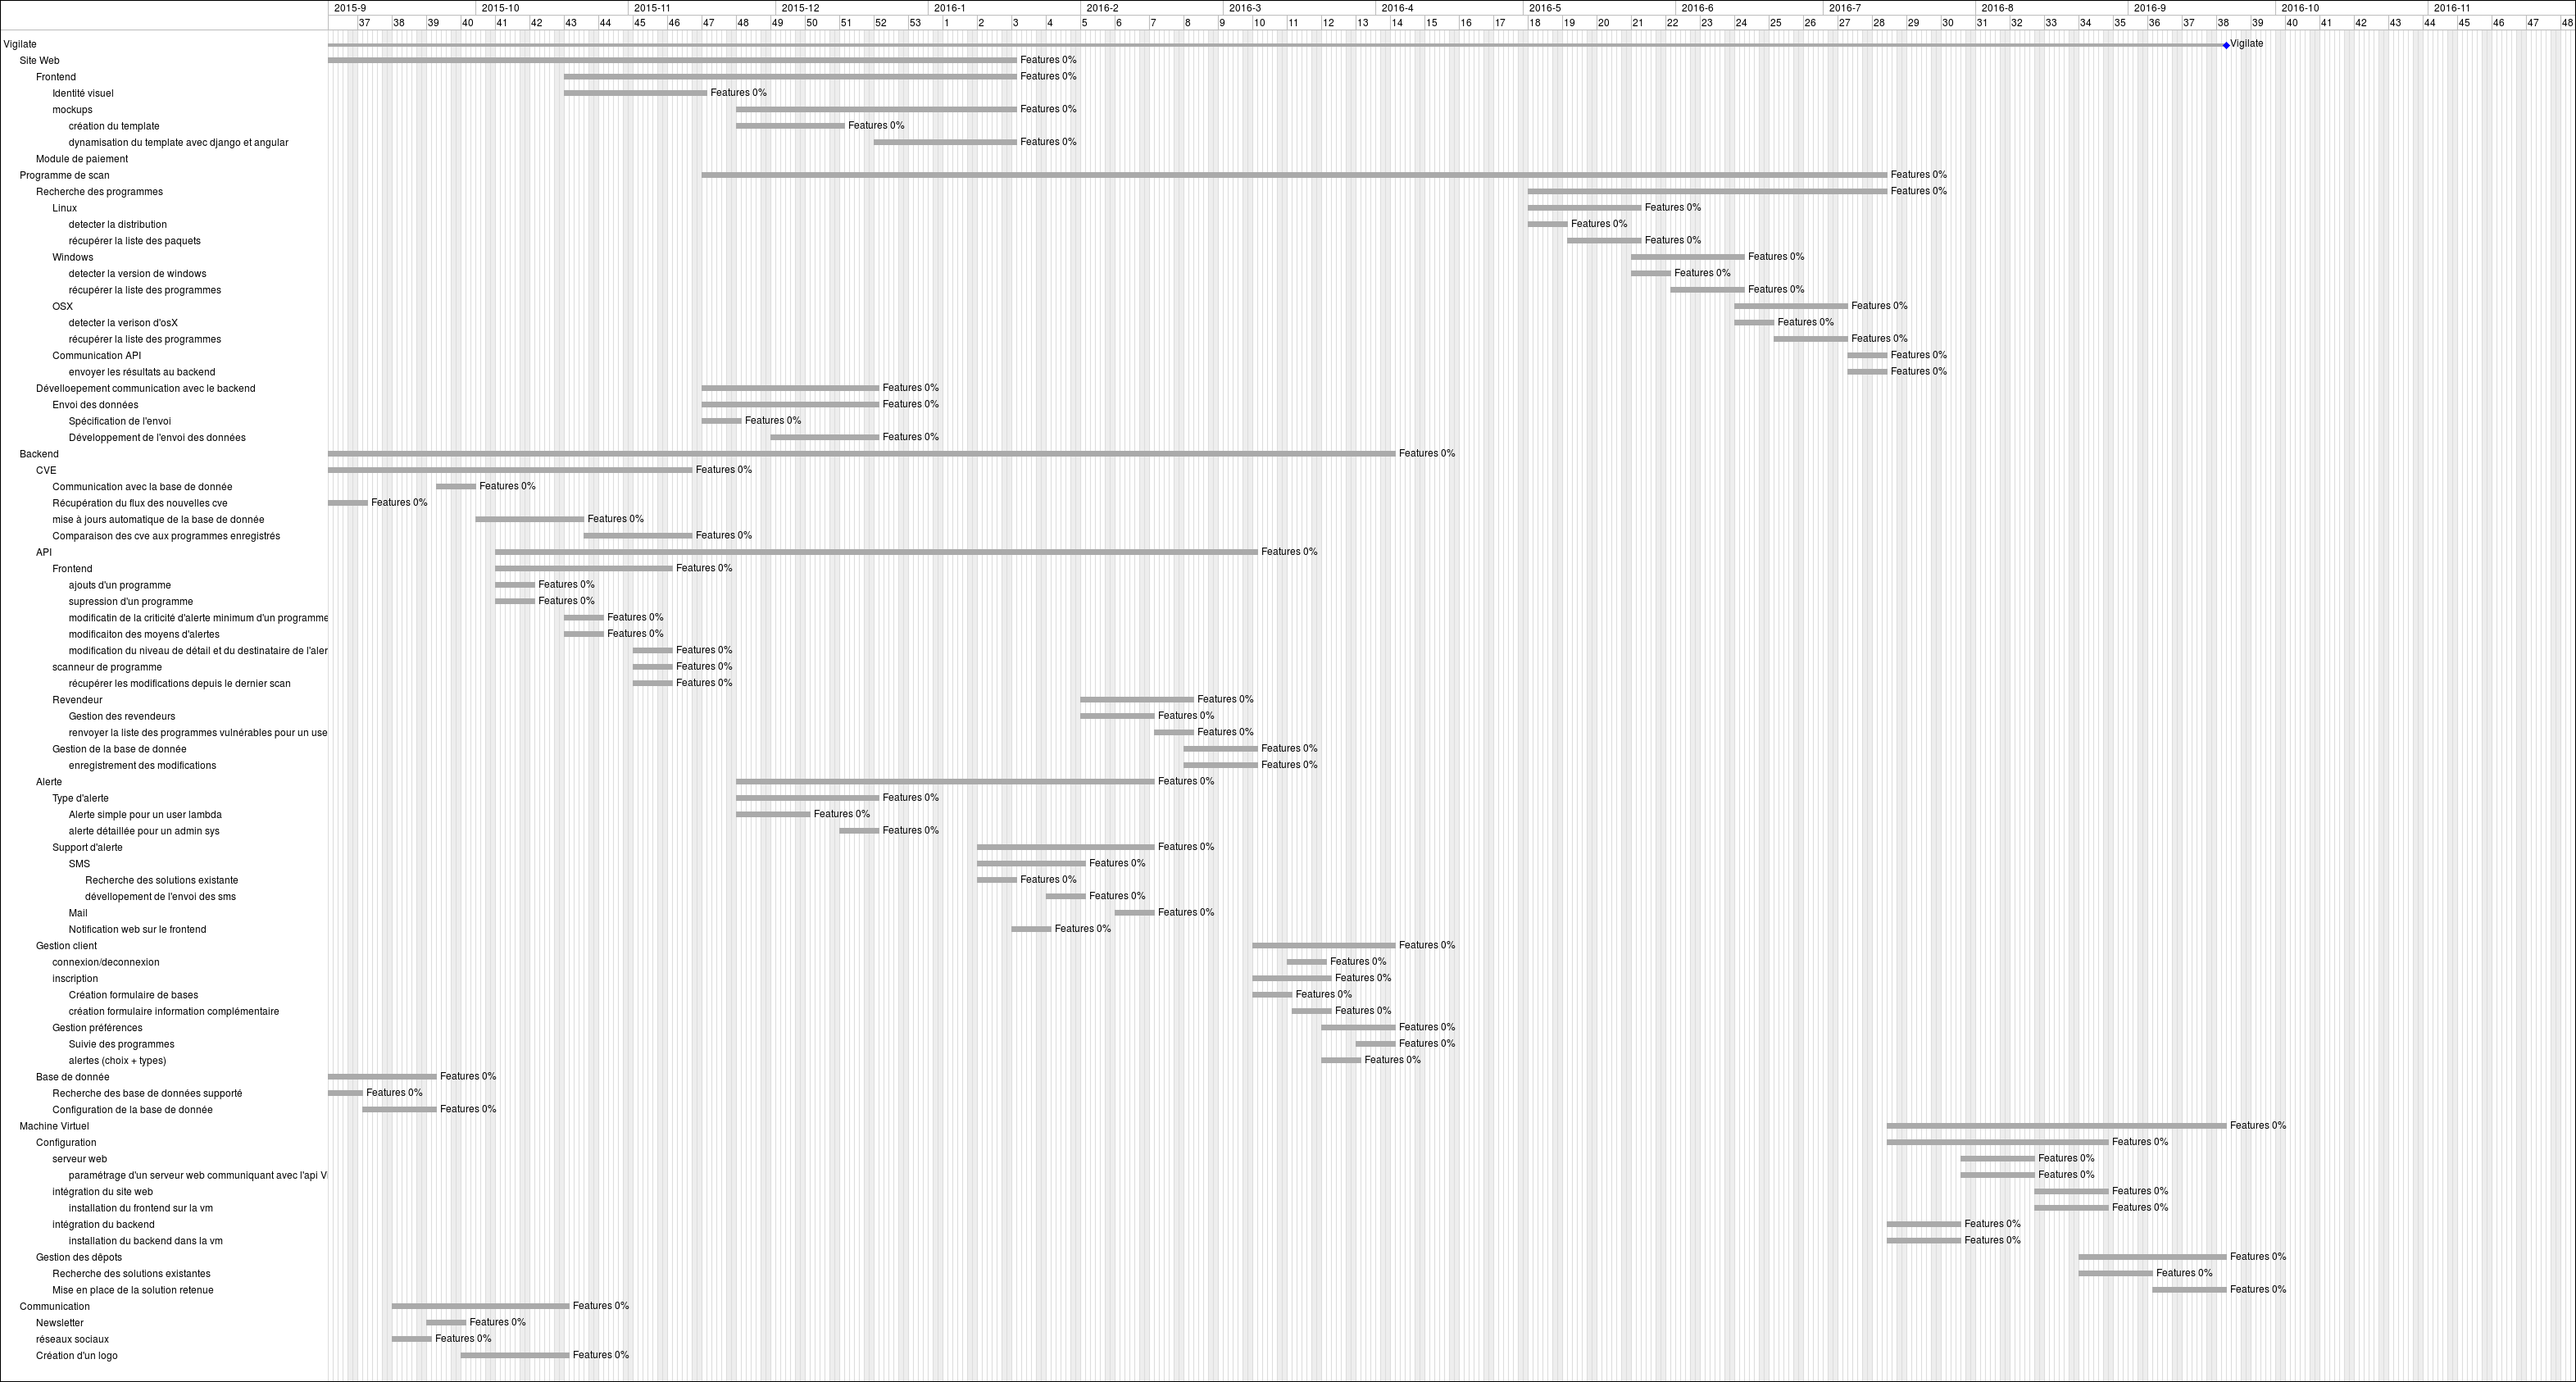 2015-9 2015-10 2015-11 2015-12 2016-1 2016-2 2016-3 2016-4 2016-5 2016-6 2016-7 2016-8 2016-9 2016-10 2016-11
37 38 39 40 41 42 43 44 45 46 47 48 49 50 51 52 53 1 2 3 4 5 6 7 8 9 10 11 12 13 14 15 16 17 18 19 20 21 22 23 24 25 26 27 28 29 30 31 32 33 34 35 36 37 38 39 40 41 42 43 44 45 46 47 48
Vigilate Vigilate
Site Web Features 0%
Frontend Features 0%
Identité visuel Features 0%
mockups Features 0%
création du template Features 0%
dynamisation du template avec django et angular Features 0%
Module de paiement
Programme de scan Features 0%
Recherche des programmes Features 0%
Linux Features 0%
detecter la distribution Features 0%
récupérer la liste des paquets Features 0%
Windows Features 0%
detecter la version de windows Features 0%
récupérer la liste des programmes Features 0%
OSX Features 0%
detecter la verison d'osX Features 0%
récupérer la liste des programmes Features 0%
Communication API Features 0%
envoyer les résultats au backend Features 0%
Dévelloepement communication avec le backend Features 0%
Envoi des données Features 0%
Spécification de l'envoi Features 0%
Développement de l'envoi des données Features 0%
Backend Features 0%
CVE Features 0%
Communication avec la base de donnée Features 0%
Récupération du flux des nouvelles cve Features 0%
mise à jours automatique de la base de donnée Features 0%
Comparaison des cve aux programmes enregistrés Features 0%
API Features 0%
Frontend Features 0%
ajouts d'un programme Features 0%
supression d'un programme Features 0%
modificatin de la criticité d'alerte minimum d'un programme Features 0%
modificaiton des moyens d'alertes Features 0%
modification du niveau de détail et du destinataire de l'aler Features 0%
scanneur de programme Features 0%
récupérer les modifications depuis le dernier scan Features 0%
Revendeur Features 0%
Gestion des revendeurs Features 0%
renvoyer la liste des programmes vulnérables pour un use Features 0%
Gestion de la base de donnée Features 0%
enregistrement des modifications Features 0%
Alerte Features 0%
Type d'alerte Features 0%
Alerte simple pour un user lambda Features 0%
alerte détaillée pour un admin sys Features 0%
Support d'alerte Features 0%
SMS Features 0%
Recherche des solutions existante Features 0%
dévellopement de l'envoi des sms Features 0%
Mail Features 0%
Notification web sur le frontend Features 0%
Gestion client Features 0%
connexion/deconnexion Features 0%
inscription Features 0%
Création formulaire de bases Features 0%
création formulaire information complémentaire Features 0%
Gestion préférences Features 0%
Suivie des programmes Features 0%
alertes (choix + types) Features 0%
Base de donnée Features 0%
Recherche des base de données supporté Features 0%
Configuration de la base de donnée Features 0%
Machine Virtuel Features 0%
Configuration Features 0%
serveur web Features 0%
paramétrage d'un serveur web communiquant avec l'api V Features 0%
intégration du site web Features 0%
installation du frontend sur la vm Features 0%
intégration du backend Features 0%
installation du backend dans la vm Features 0%
Gestion des dêpots Features 0%
Recherche des solutions existantes Features 0%
Mise en place de la solution retenue Features 0%
Communication Features 0%
Newsletter Features 0%
réseaux sociaux Features 0%
Création d'un logo Features 0%